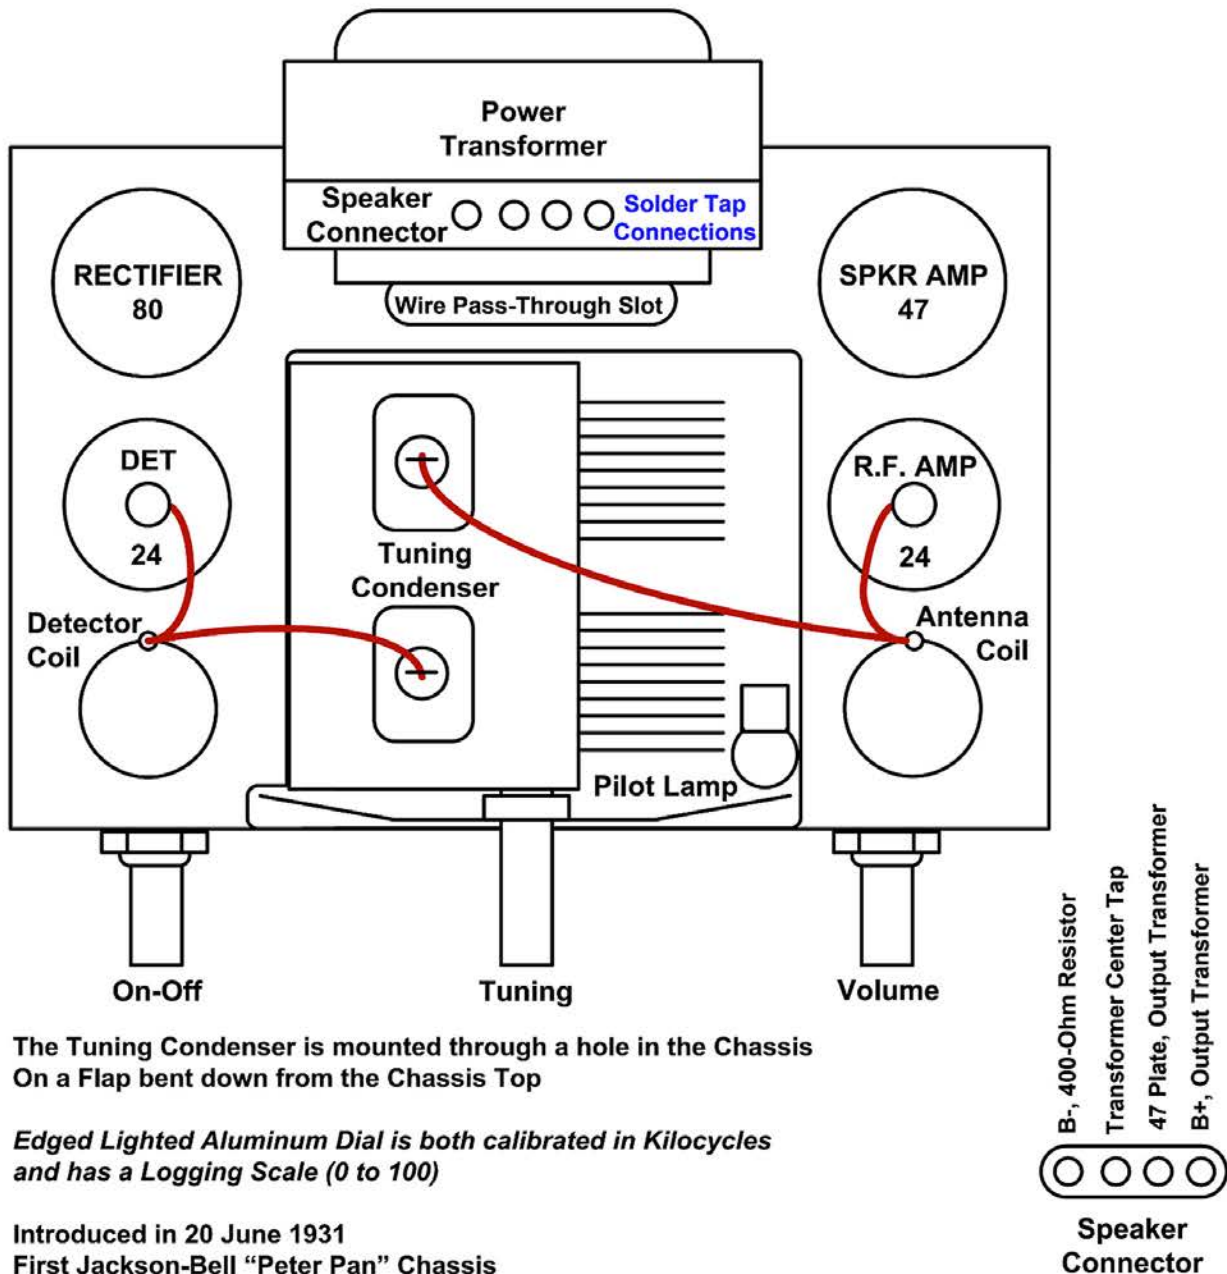 Power
Transformer
Speaker
Connector
Solder Tap
Connections
RECTIFIER
80
SPKR AMP
47
Wire Pass-Through Slot
DET
24
R.F. AMP
24
Tuning
Condenser
Detector
Coil
Antenna
Coil
Pilot Lamp
On-Off
Tuning
Volume
The Tuning Condenser is mounted through a hole in the Chassis
On a Flap bent down from the Chassis Top
Edged Lighted Aluminum Dial is both calibrated in Kilocycles
and has a Logging Scale (0 to 100)
Introduced in 20 June 1931
First Jackson-Bell “Peter Pan” Chassis
B-, 400-Ohm Resistor
Transformer Center Tap
47 Plate, Output Transformer
B+, Output Transformer
Speaker
Connector